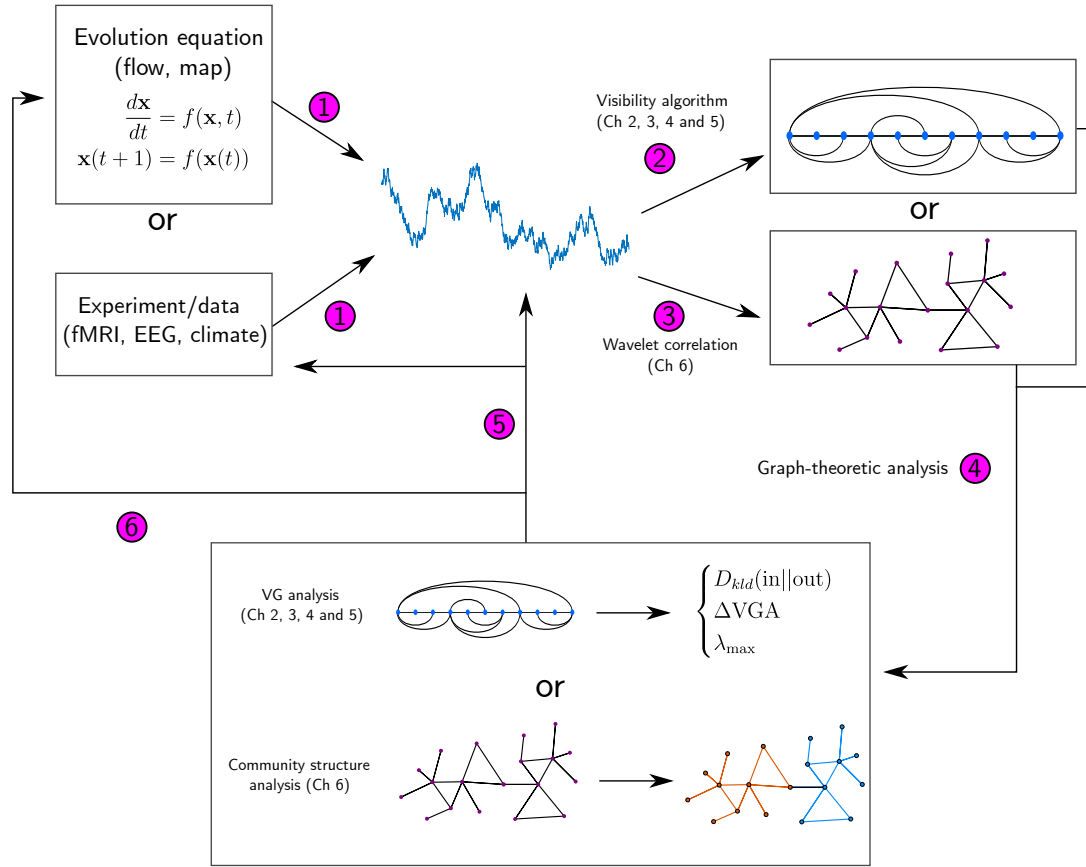 Evolution equation
(flow, map)
dx/dt = f(x, t)
x(t + 1) = f(x(t))
or
Experiment/data
(fMRI, EEG, climate)
1
1
Visibility algorithm
(Ch 2, 3, 4 and 5)
2
3
Wavelet correlation
(Ch 6)
or
Graph-theoretic analysis
4
5
6
VG analysis
(Ch 2, 3, 4 and 5)
D_kld(in||out)
ΔVGA
λ_max
or
Community structure
analysis (Ch 6)